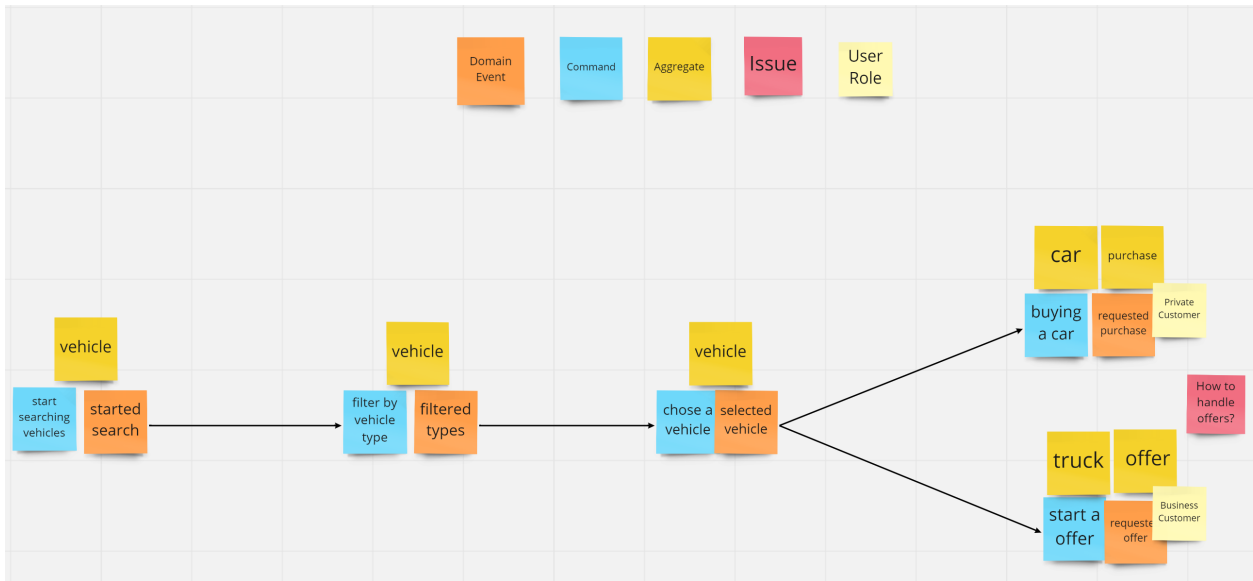 Domain
Event
Command
Aggregate
Issue
User
Role
vehicle
start
searching
vehicles
started
search
vehicle
filter by
vehicle
type
filtered
types
vehicle
chose a
vehicle
selected
vehicle
car
purchase
buying
a car
requested
purchase
Private
Customer
How to
handle
offers?
truck
offer
start a
offer
requeste
offer
Business
Customer